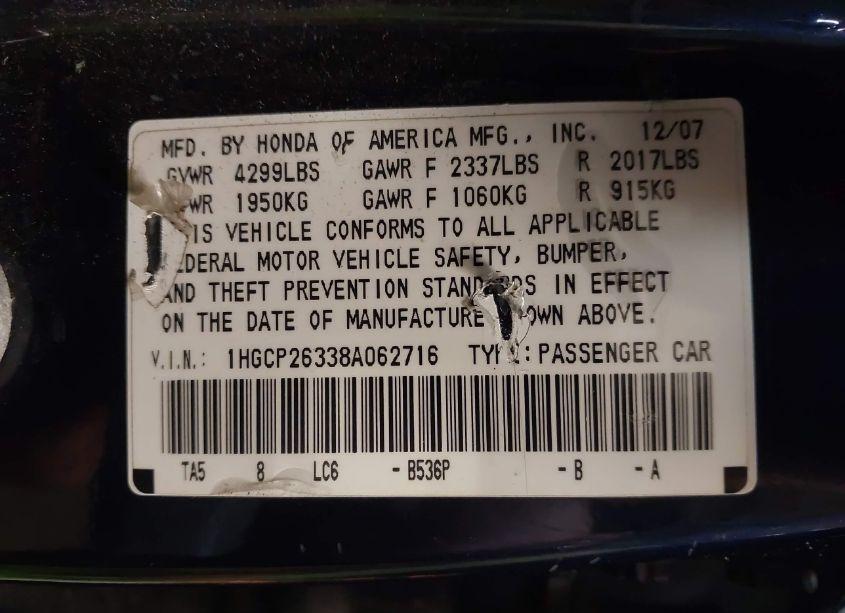 MFD. BY HONDA OF AMERICA MFG., INC. 12/07
GVWR 4299LBS GAWR F 2337LBS R 2017LBS
WR 1950KG GAWR F 1060KG R 915KG
IS VEHICLE CONFORMS TO ALL APPLICABLE
EDERAL MOTOR VEHICLE SAFETY, BUMPER,
AND THEFT PREVENTION STANDARDS IN EFFECT
ON THE DATE OF MANUFACTURE OWN ABOVE.
V.I.N.: 1HGCP26338A062716 TYPE:PASSENGER CAR
TA5 8 LC6 -B536P -B -A